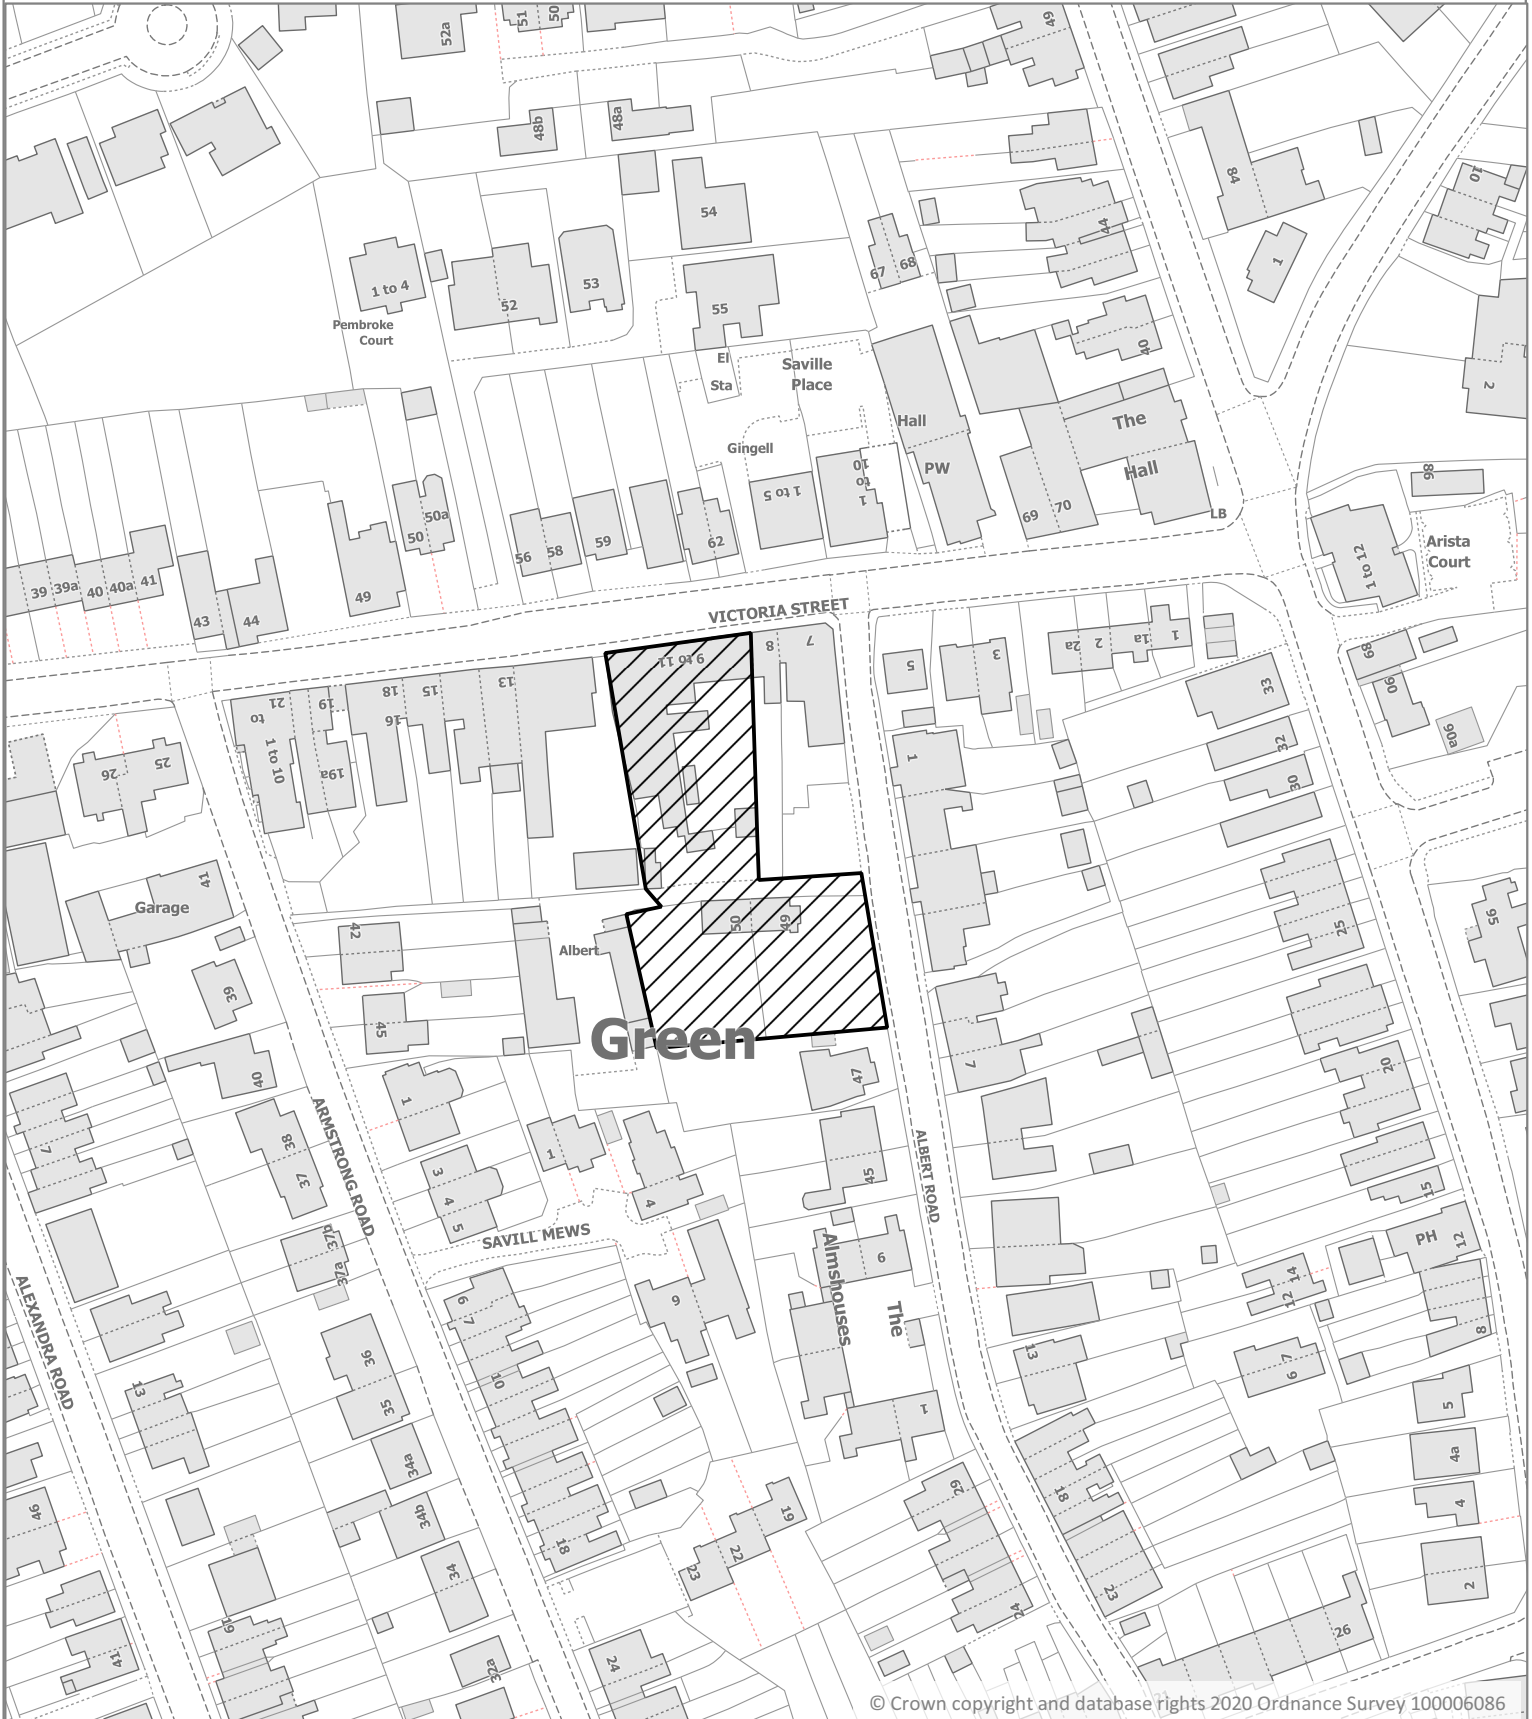 52a
51
50
49
48b
48a
84
10
54
44
67
68
1
1 to 4
52
53
55
Pembroke
Court
40
2
El
Sta
Saville
Place
Hall
The
Hall
Gingell
PW
1 to 5
1 to 10
86
50
50a
69
70
LB
56
58
59
62
1 to 12
Arista
Court
39
39a
40
40a
41
43
44
49
VICTORIA STREET
9 to 11
8
7
5
3
2a
2
1a
1
89
90
90a
33
32
30
13
15
16
18
19
21
to
1 to 10
19a
26
25
1
41
Garage
42
45
Albert
50
49
25
95
39
Green
7
47
20
40
1
7
38
37
ARMSTRONG ROAD
3
4
5
1
4
45
ALBERT ROAD
15
SAVILL MEWS
37b
37a
6
Almshouses
The
PH
12
14
12
8
ALEXANDRA ROAD
6
7
9
13
7
6
36
35
13
10
1
5
34a
4a
46
34b
18
19
22
23
29
18
4
34
24
23
2
41
19
32a
24
26
© Crown copyright and database rights 2020 Ordnance Survey 100006086